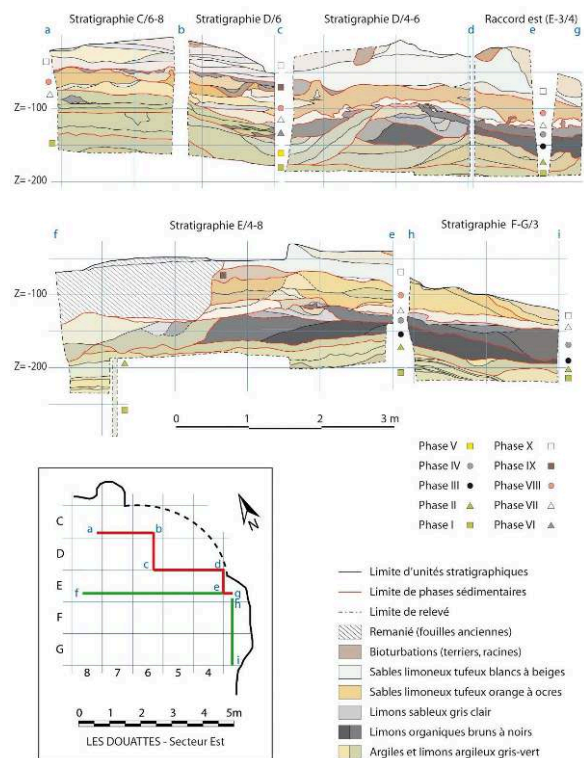 Stratigraphie C/6-8 Stratigraphie D/6 Stratigraphie D/4-6 Raccord est (E-3/4)
a b c d e g
Z= -100
Z= -200
Stratigraphie E/4-8 Stratigraphie F-G/3
f e h i
Z= -100
Z= -200
0 1 2 3 m
Phase V Phase X
Phase IV Phase IX
Phase III Phase VIII
Phase II Phase VII
Phase I Phase VI
C
D
E
F
G
a b
c d
f e g
h
i
N
8 7 6 5 4
0 1 2 3 4 5m
LES DOUATTES - Secteur Est
Limite d'unités stratigraphiques
Limite de phases sédimentaires
Limite de relevé
Remanié (fouilles anciennes)
Bioturbations (terriers, racines)
Sables limoneux tufeux blancs à beiges
Sables limoneux tufeux orange à ocres
Limons sableux gris clair
Limons organiques bruns à noirs
Argiles et limons argileux gris-vert